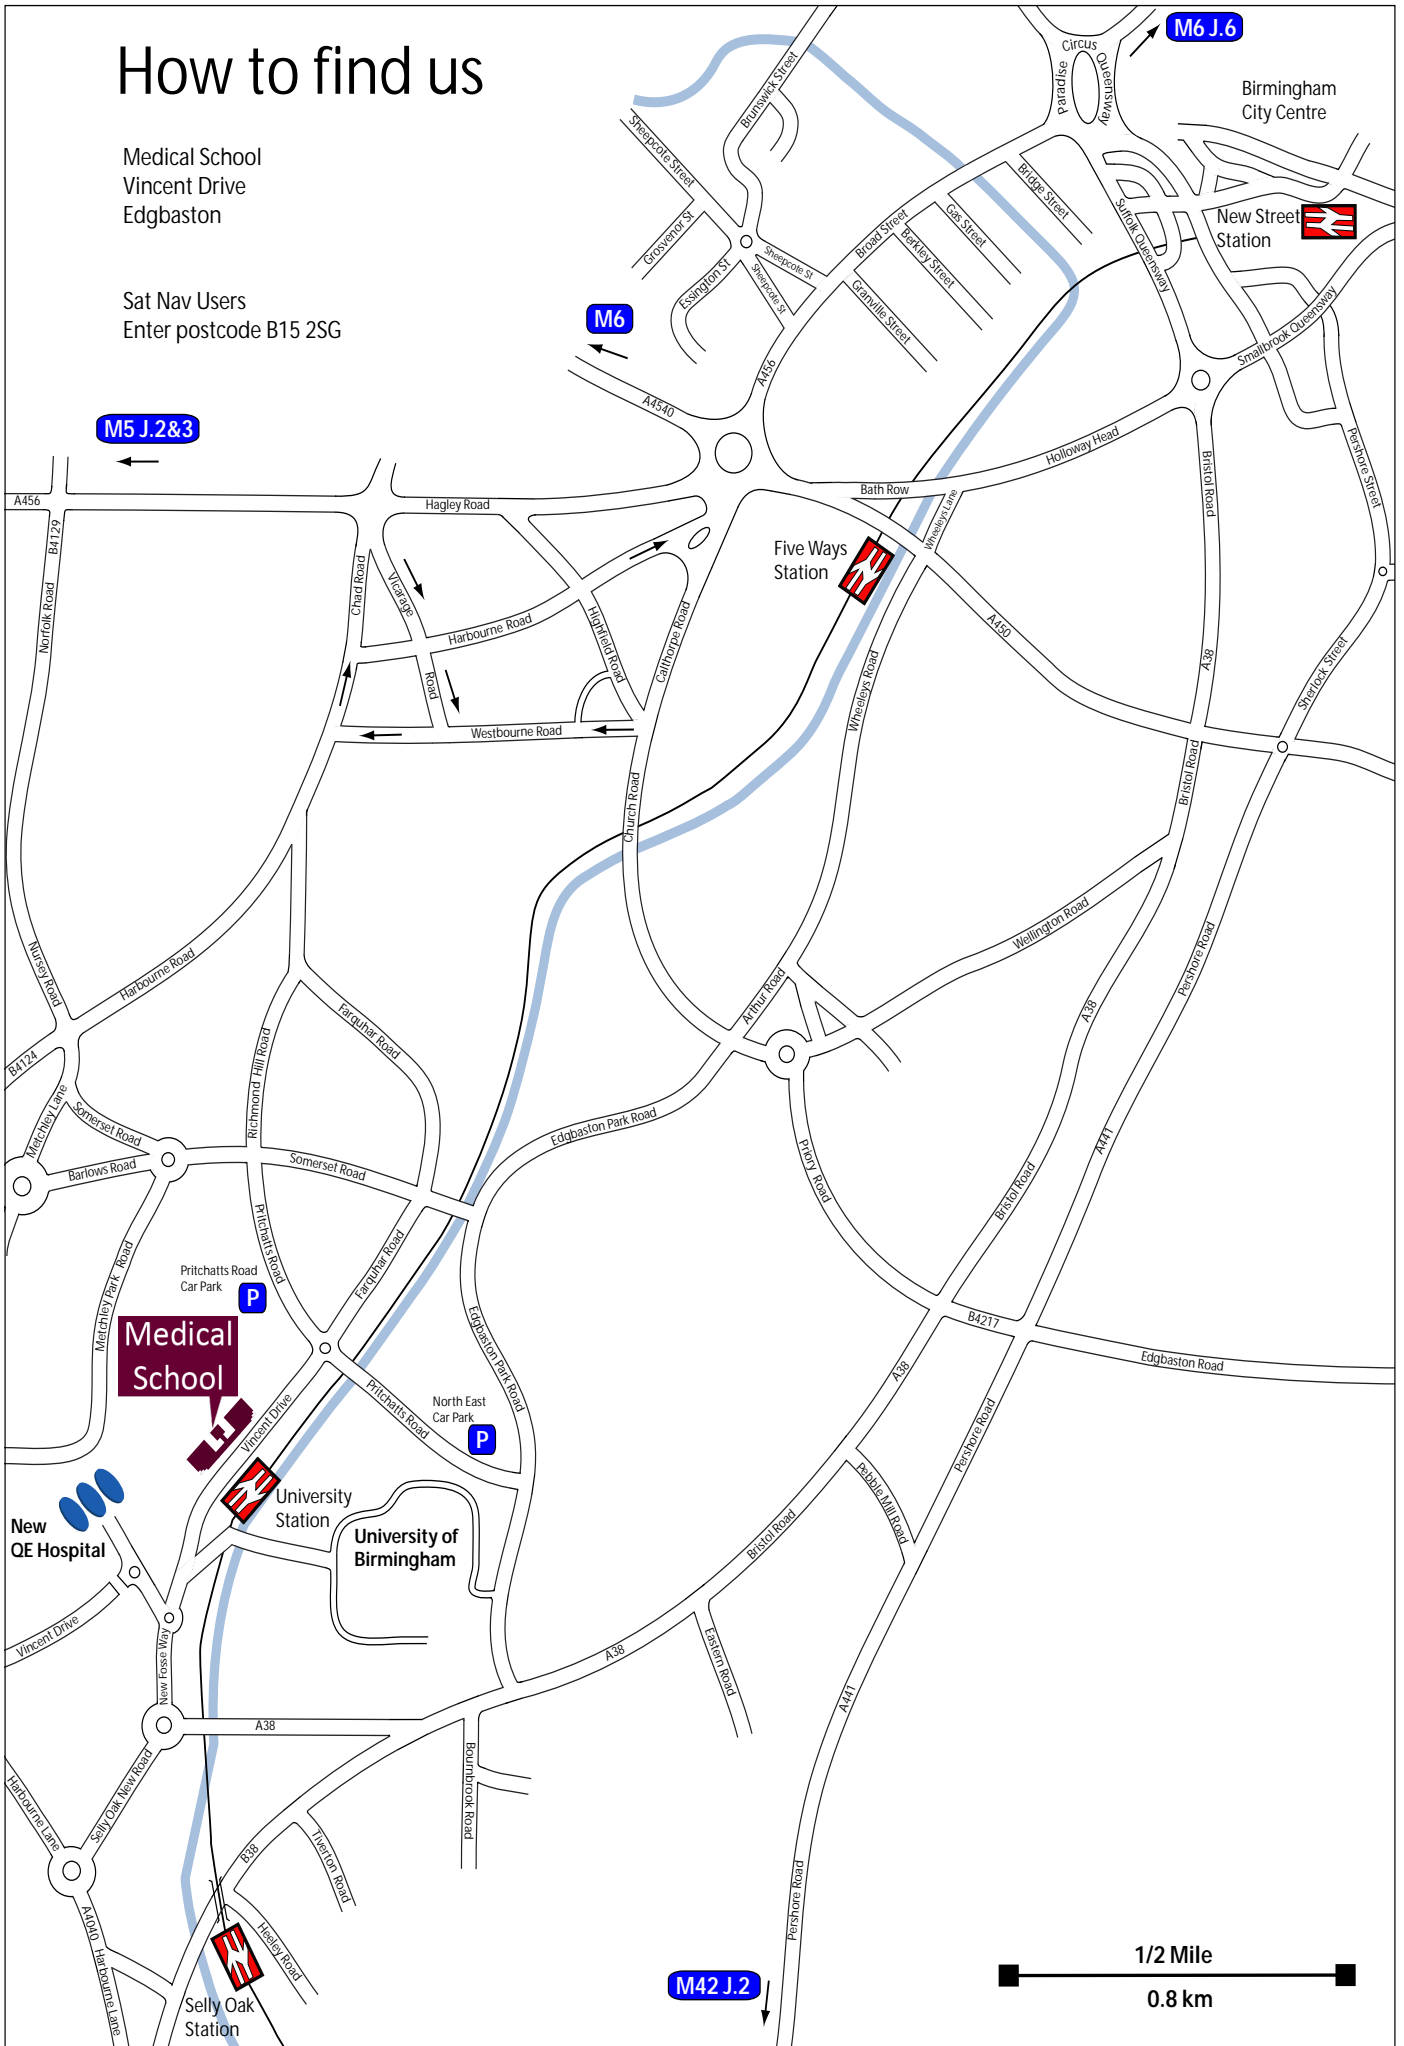 How to find us
Medical School
Vincent Drive
Edgbaston
Sat Nav Users
Enter postcode B15 2SG
M6 J.6
Paradise
Circus
Queensway
Birmingham
City Centre
Brunswick Street
Sheepcote Street
Grosvenor St
Essington St
Sheepcote St
Sheepcote St
Broad Street
Bridge Street
Gas Street
Berkley Street
Granville Street
Suffolk Queensway
New Street
Station
Smallbrook Queensway
M6
A4540
A456
M5 J.2&3
A456
Hagley Road
Bath Row
Holloway Head
Bristol Road
Pershore Street
B4129
Norfolk Road
Chad Road
Vicarage
Road
Harbourne Road
Highfield Road
Calthorpe Road
Five Ways
Station
Wheeleys Lane
Wheeleys Road
A450
A38
Sherlock Street
Westbourne Road
Church Road
Bristol Road
Nursey Road
Harbourne Road
Wellington Road
Pershore Road
Arthur Road
A38
B4124
Farquhar Road
Richmond Hill Road
Metchley Lane
Somerset Road
Barlows Road
Somerset Road
Edgbaston Park Road
Priory Road
A441
Bristol Road
Pritchatts Road
Farquhar Road
Metchley Park Road
Pritchatts Road
Car Park
P
Medical
School
Edgbaston Park Road
B4217
Edgbaston Road
A38
Vincent Drive
Pritchatts Road
North East
Car Park
P
Pershore Road
Pebble Mill Road
University
Station
New
QE Hospital
University of
Birmingham
Bristol Road
Vincent Drive
New Fosse Way
A38
Eastern Road
A441
A38
Bournbrook Road
Harbourne Lane
Selly Oak New Road
B38
Tiverton Road
A4040
Harbourne Lane
Heeley Road
Selly Oak
Station
Pershore Road
M42 J.2
1/2 Mile
0.8 km